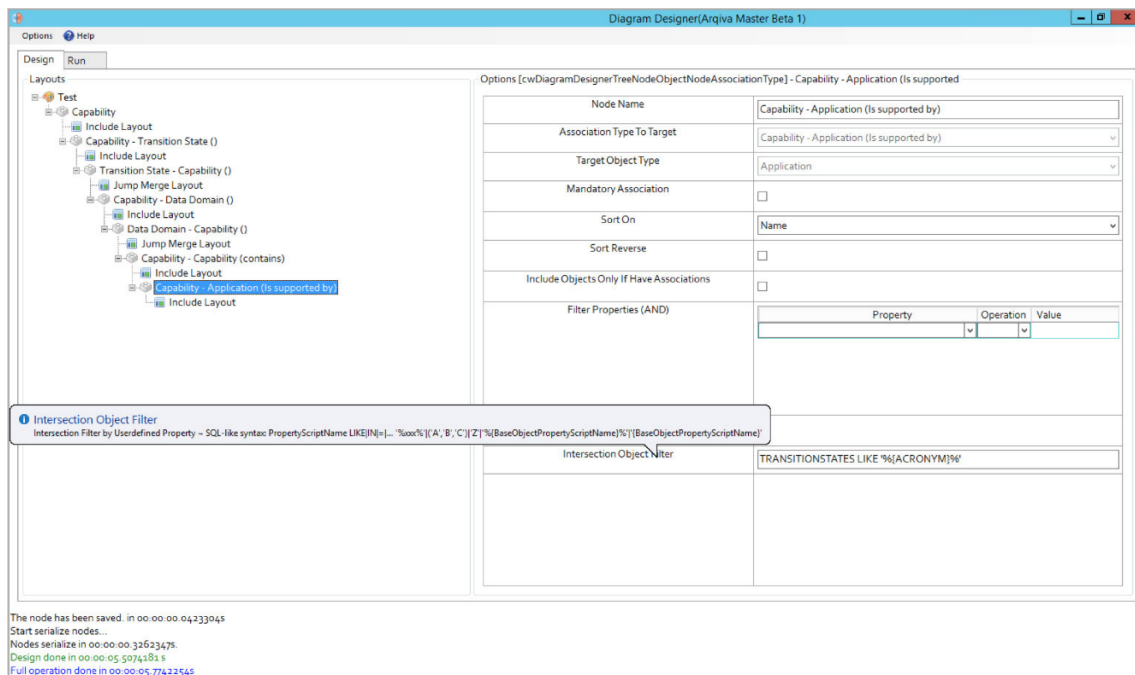 Diagram Designer(Arqiva Master Beta 1)
Options Help
Design Run
Layouts
Test
Capability
Include Layout
Capability - Transition State ()
Include Layout
Transition State - Capability ()
Jump Merge Layout
Capability - Data Domain ()
Include Layout
Data Domain - Capability ()
Jump Merge Layout
Capability - Capability (contains)
Include Layout
Capability - Application (Is supported by)
Include Layout
Options [cwDiagramDesignerTreeNodeObjectNodeAssociationType] - Capability - Application (Is supported
Node Name Capability - Application (Is supported by)
Association Type To Target Capability - Application (Is supported by)
Target Object Type Application
Mandatory Association
Sort On Name
Sort Reverse
Include Objects Only If Have Associations
Filter Properties (AND) Property Operation Value
Intersection Object Filter
Intersection Filter by Userdefined Property ~ SQL-like syntax: PropertyScriptName LIKE|IN|=|... '%xxx%'|('A','B','C')|'Z'|'%{BaseObjectPropertyScriptName}%'|'{BaseObjectPropertyScriptName}'
Intersection Object Filter TRANSITIONSTATES LIKE '%{ACRONYM}%'
The node has been saved. in 00:00:00.0423304s
Start serialize nodes...
Nodes serialize in 00:00:00.3262347s.
Design done in 00:00:05.5074181 s
Full operation done in 00:00:05.7742254s